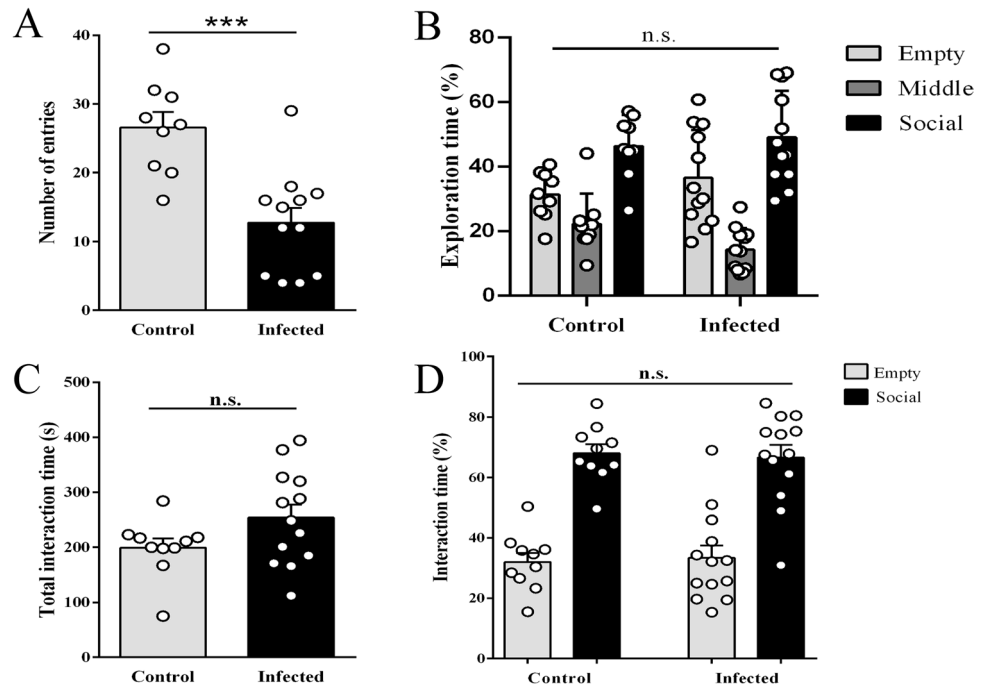 A
***
Number of entries
40
30
20
10
0
Control
Infected
B
n.s.
Exploration time (%)
80
60
40
20
0
Control
Infected
Empty
Middle
Social
C
n.s.
Total interaction time (s)
500
400
300
200
100
0
Control
Infected
D
n.s.
Interaction time (%)
100
80
60
40
20
0
Control
Infected
Empty
Social